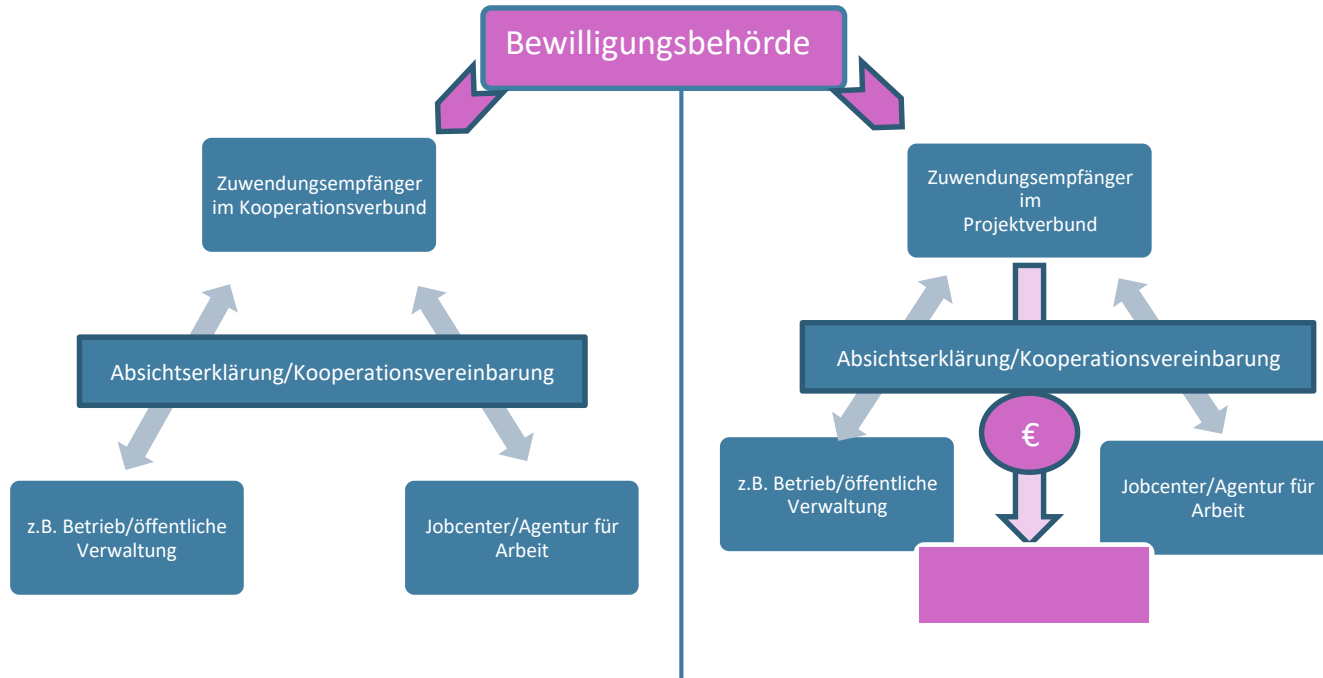 Bewilligungsbehörde
Zuwendungsempfänger
im Kooperationsverbund
Absichtserklärung/Kooperationsvereinbarung
z.B. Betrieb/öffentliche
Verwaltung
Jobcenter/Agentur für
Arbeit
Zuwendungsempfänger
im
Projektverbund
Absichtserklärung/Kooperationsvereinbarung
€
z.B. Betrieb/öffentliche
Verwaltung
Jobcenter/Agentur für
Arbeit